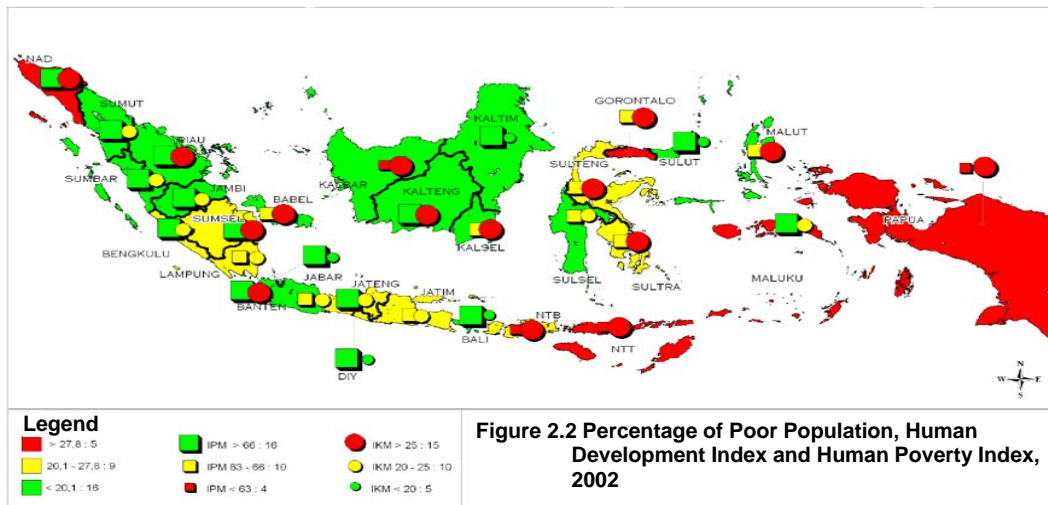 NAD
SUMUT
RIAU
SUMBAR
JAMBI
BABEL
SUMSEL
BENGKULU
LAMPUNG
JABAR
BANTEN
JATENG
JATIM
DIY
BALI
NTB
NTT
KALBAR
KALTENG
KALTIM
KALSEL
GORONTALO
SULTENG
SULUT
SULSEL
SULTRA
MALUT
MALUKU
PAPUA
N
W E
S
Legend
> 27,8 : 5
20,1 - 27,8 : 9
< 20,1 : 16
IPM > 66 : 16
IPM 63 - 66 : 10
IPM < 63 : 4
IKM > 25 : 15
IKM 20 - 25 : 10
IKM < 20 : 5
Figure 2.2 Percentage of Poor Population, Human
Development Index and Human Poverty Index,
2002